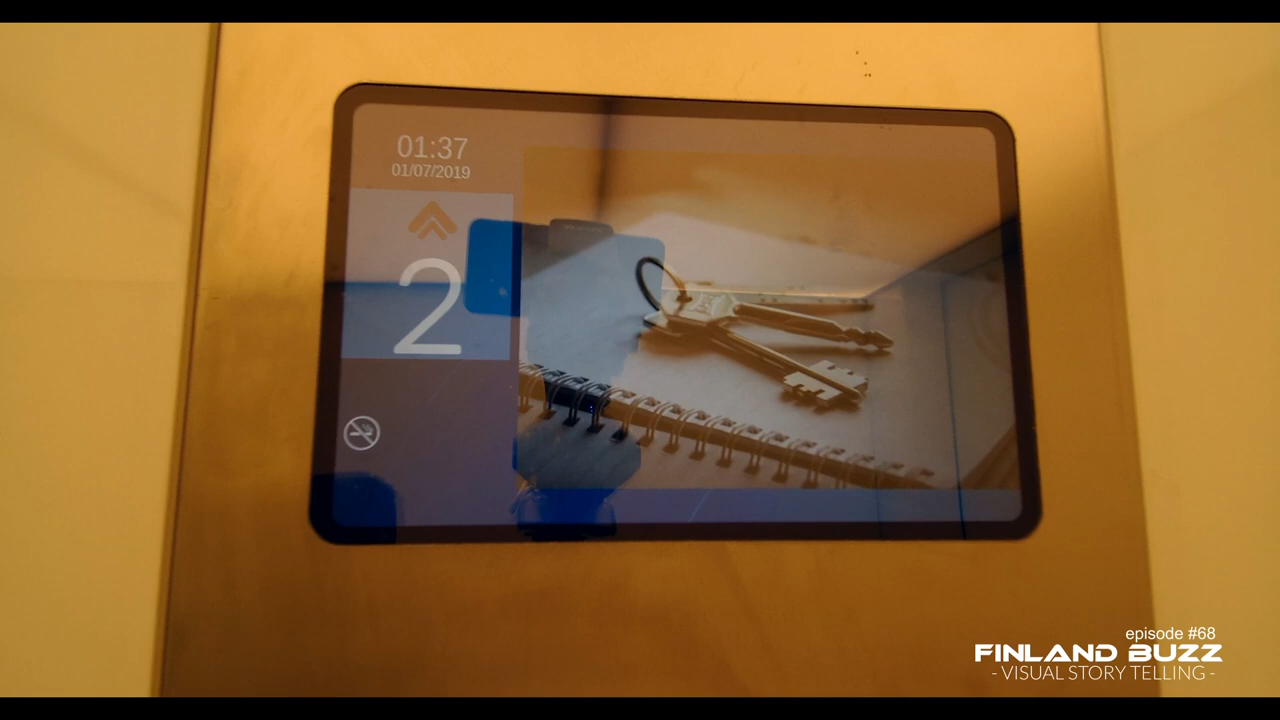 01:37
01/07/2019
2
episode #68
FINLAND BUZZ
- VISUAL STORY TELLING -